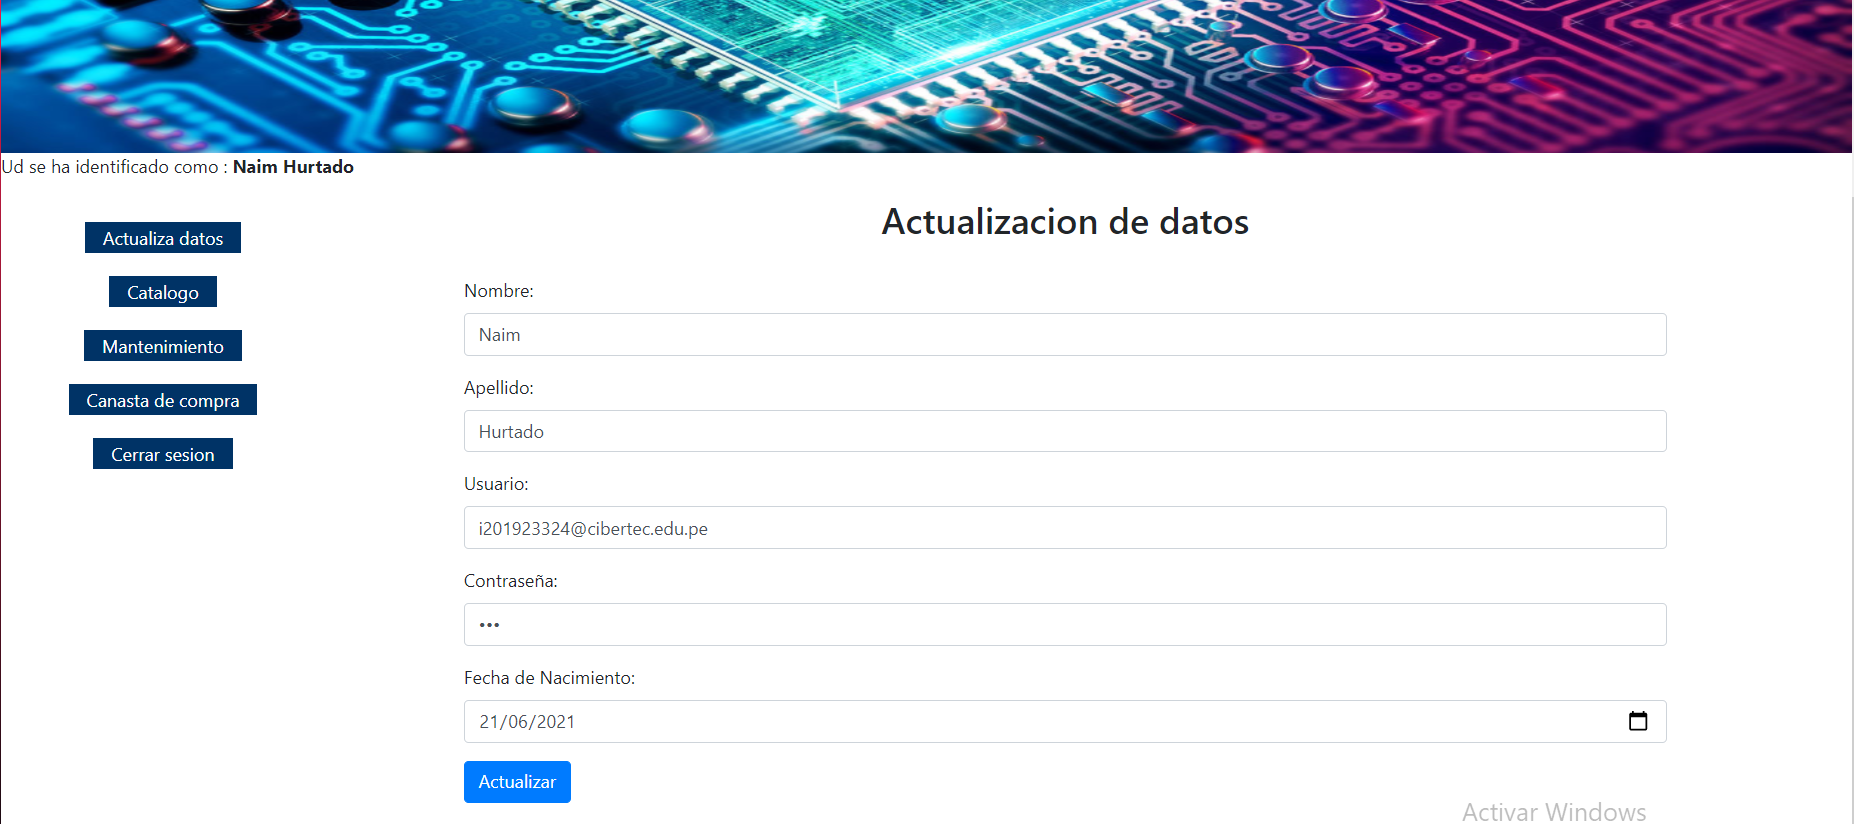 Ud se ha identificado como : Naim Hurtado
Actualiza datos
Catalogo
Mantenimiento
Canasta de compra
Cerrar sesion
Actualizacion de datos
Nombre:
Naim
Apellido:
Hurtado
Usuario:
i201923324@cibertec.edu.pe
Contraseña:
•••
Fecha de Nacimiento:
21/06/2021
Actualizar
Activar Windows